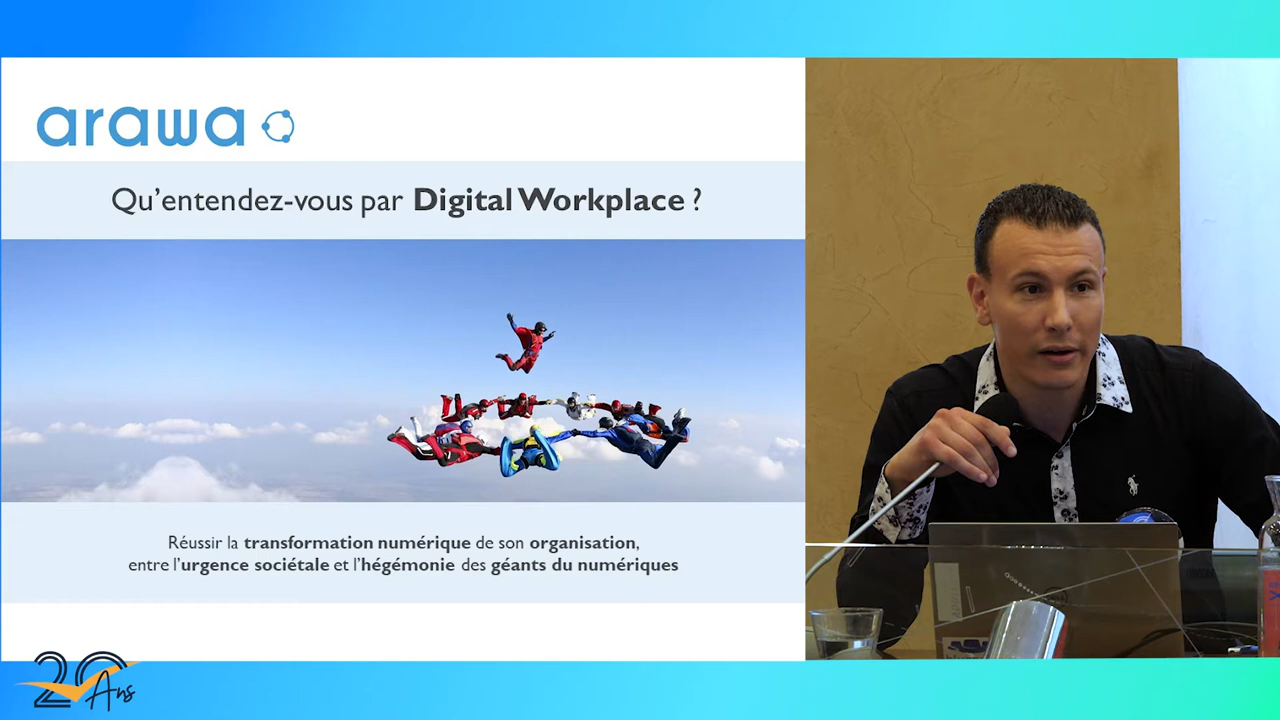 arawa
Qu'entendez-vous par Digital Workplace ?
Réussir la transformation numérique de son organisation,
entre l'urgence sociétale et l'hégémonie des géants du numériques
20
Ans